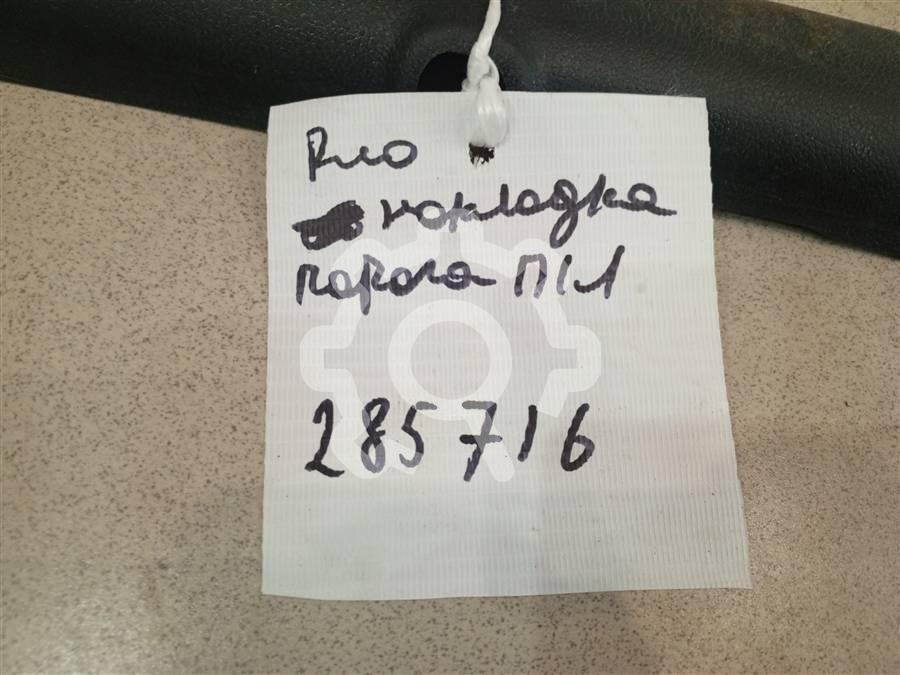 Rио
накладка
порога П/Л
285716